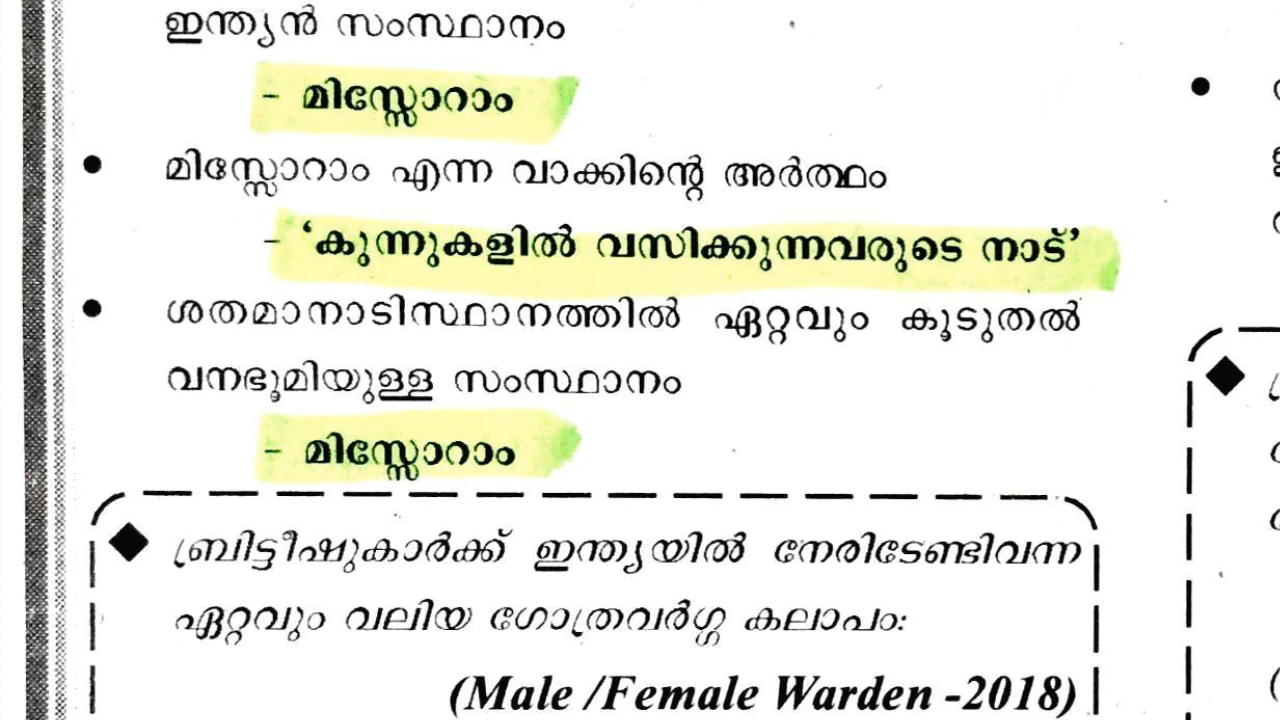 ഇന്ത്യൻ സംസ്ഥാനം
- മിസ്സോറാം
• മിസ്സോറാം എന്ന വാക്കിന്റെ അർത്ഥം
- ‘കുന്നുകളിൽ വസിക്കുന്നവരുടെ നാട്’
• ശതമാനാടിസ്ഥാനത്തിൽ ഏറ്റവും കൂടുതൽ
വനഭൂമിയുള്ള സംസ്ഥാനം
- മിസ്സോറാം
◆ ബ്രിട്ടീഷുകാർക്ക് ഇന്ത്യയിൽ നേരിടേണ്ടിവന്ന
ഏറ്റവും വലിയ ഗോത്രവർഗ്ഗ കലാപം:
(Male /Female Warden -2018)